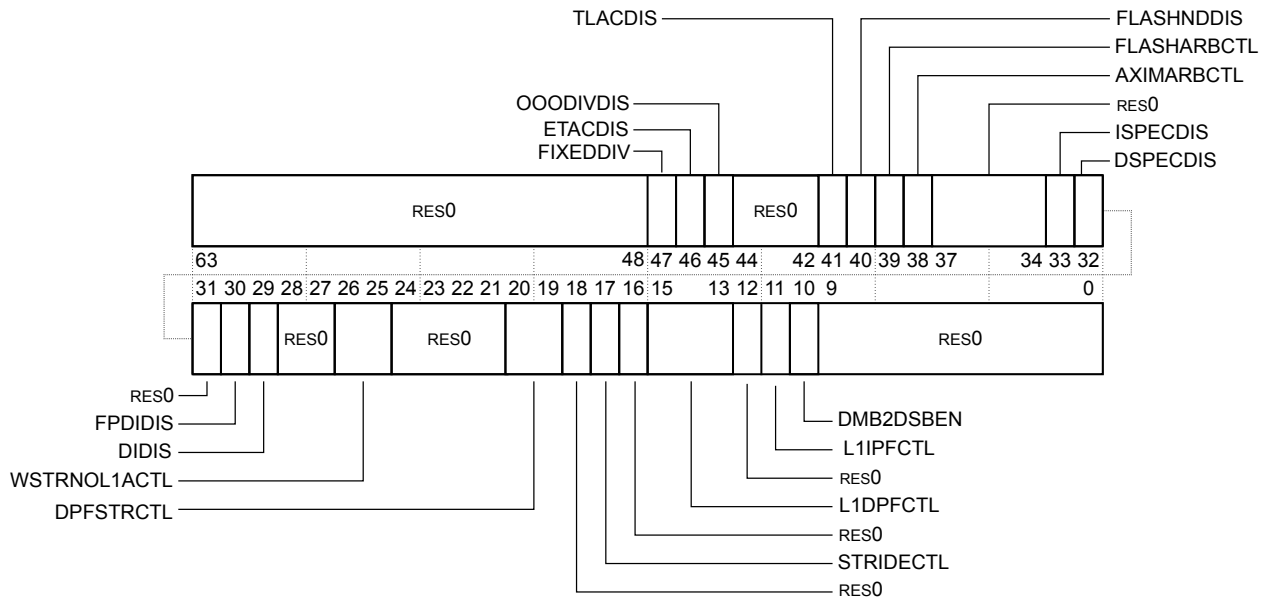 TLACDIS FLASHNDDIS
FLASHARBCTL
AXIMARBCTL
OOODIVDIS RES0
ETACDIS ISPECDIS
FIXEDDIV DSPECDIS
RES0 RES0
63 48 47 46 45 44 42 41 40 39 38 37 34 33 32
31 30 29 28 27 26 25 24 23 22 21 20 19 18 17 16 15 13 12 11 10 9 0
RES0 RES0 RES0
RES0
FPDIDIS DMB2DSBEN
DIDIS L1IPFCTL
WSTRNOL1ACTL RES0
DPFSTRCTL L1DPFCTL
RES0
STRIDECTL
RES0